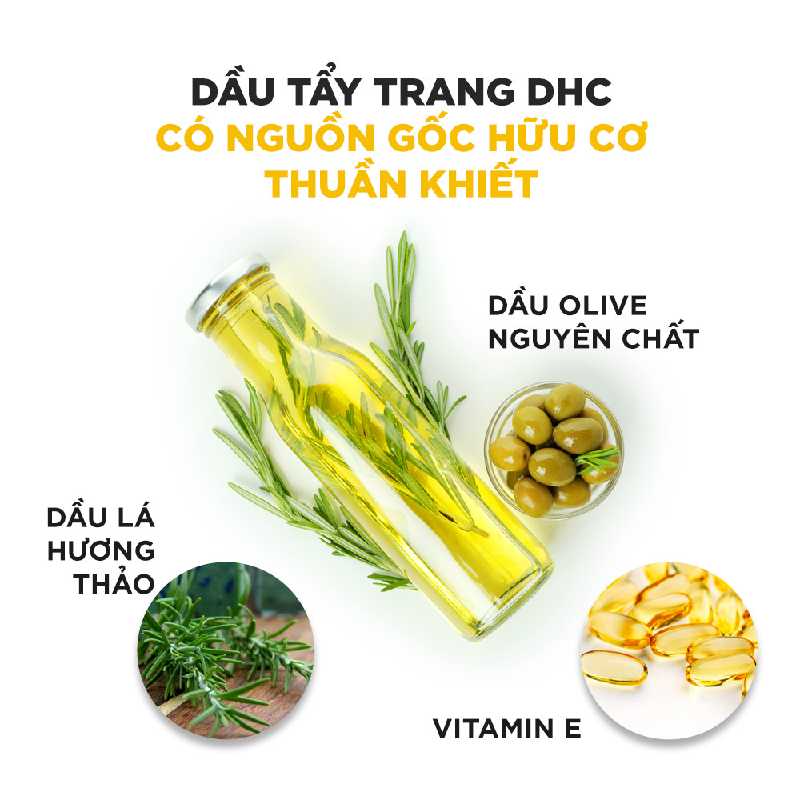 DẦU TẨY TRANG DHC
CÓ NGUỒN GỐC HỮU CƠ
THUẦN KHIẾT
DẦU OLIVE
NGUYÊN CHẤT
DẦU LÁ
HƯƠNG
THẢO
VITAMIN E